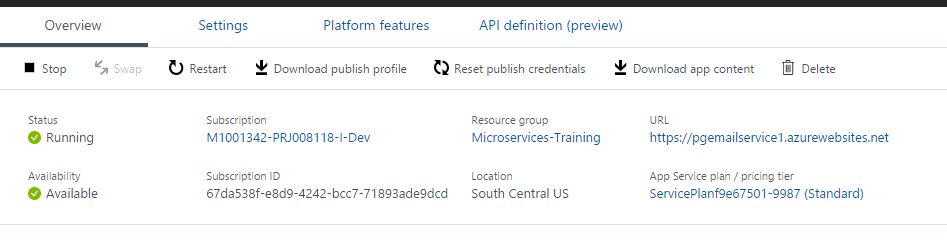 Overview Settings Platform features API definition (preview)
Stop Swap Restart Download publish profile Reset publish credentials Download app content Delete
Status Subscription Resource group URL
Running M1001342-PRJ008118-I-Dev Microservices-Training https://pgemailservice1.azurewebsites.net
Availability Subscription ID Location App Service plan / pricing tier
Available 67da538f-e8d9-4242-bcc7-71893ade9dcd South Central US ServicePlanf9e67501-9987 (Standard)